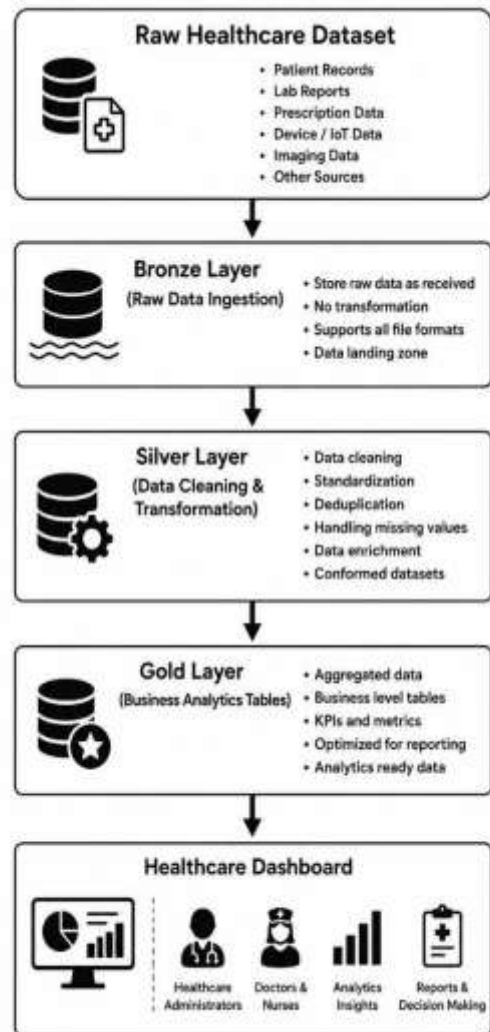 Raw Healthcare Dataset
• Patient Records
• Lab Reports
• Prescription Data
• Device / IoT Data
• Imaging Data
• Other Sources
Bronze Layer
(Raw Data Ingestion)
• Store raw data as received
• No transformation
• Supports all file formats
• Data landing zone
Silver Layer
(Data Cleaning &
Transformation)
• Data cleaning
• Standardization
• Deduplication
• Handling missing values
• Data enrichment
• Conformed datasets
Gold Layer
(Business Analytics Tables)
• Aggregated data
• Business level tables
• KPIs and metrics
• Optimized for reporting
• Analytics ready data
Healthcare Dashboard
Healthcare
Administrators
Doctors &
Nurses
Analytics
Insights
Reports &
Decision Making